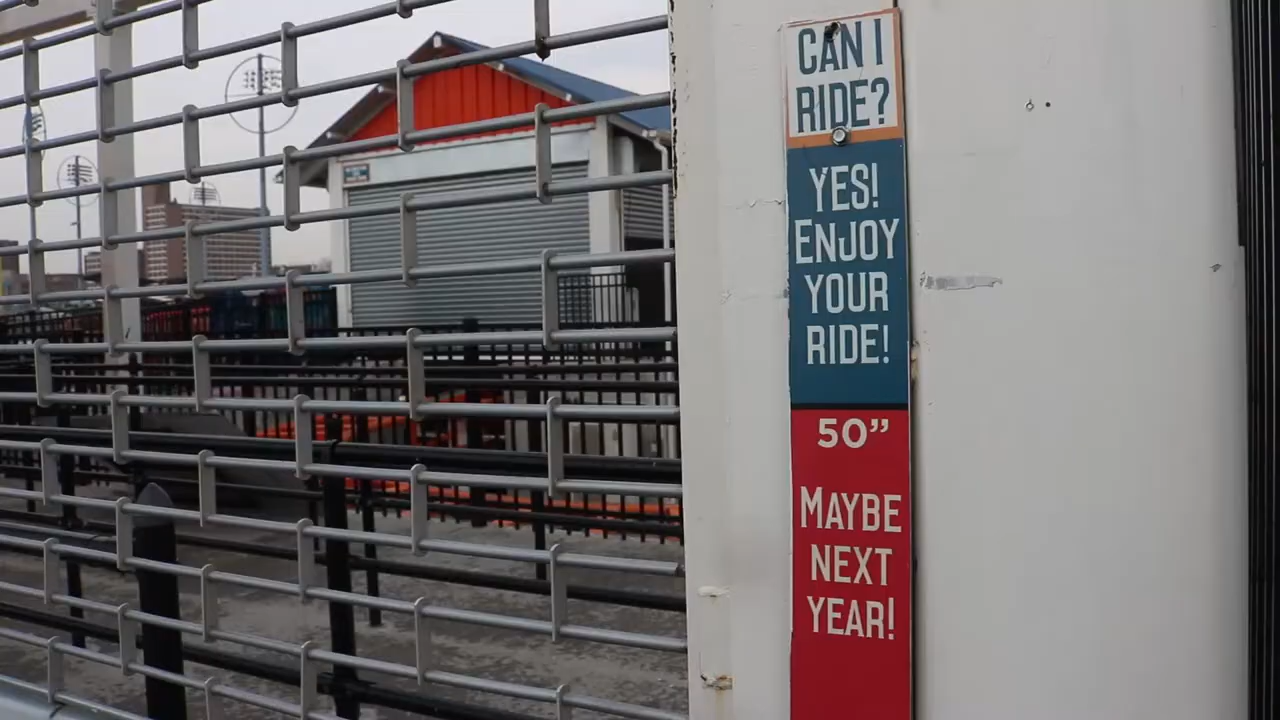 CAN I
RIDE?
YES!
ENJOY
YOUR
RIDE!
50”
MAYBE
NEXT
YEAR!